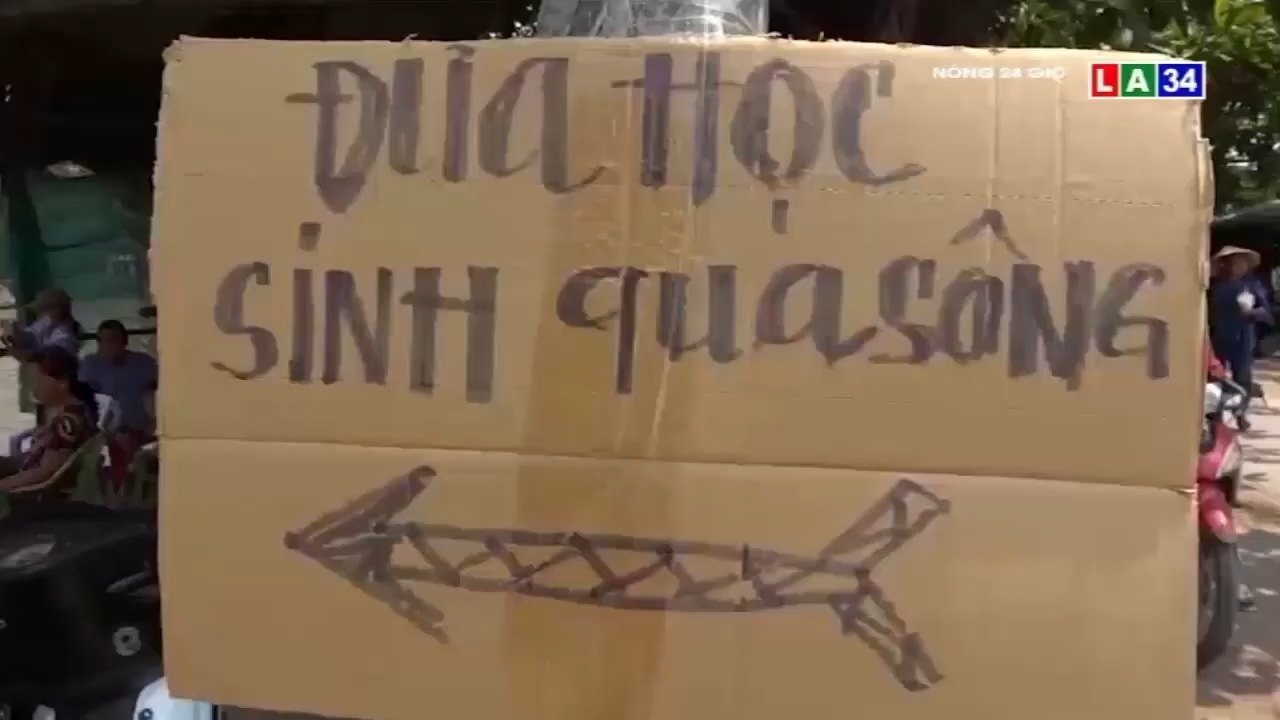 NÓNG 24 GIỜ
LA34
ĐƯA HỌC
SINH QUA SÔNG